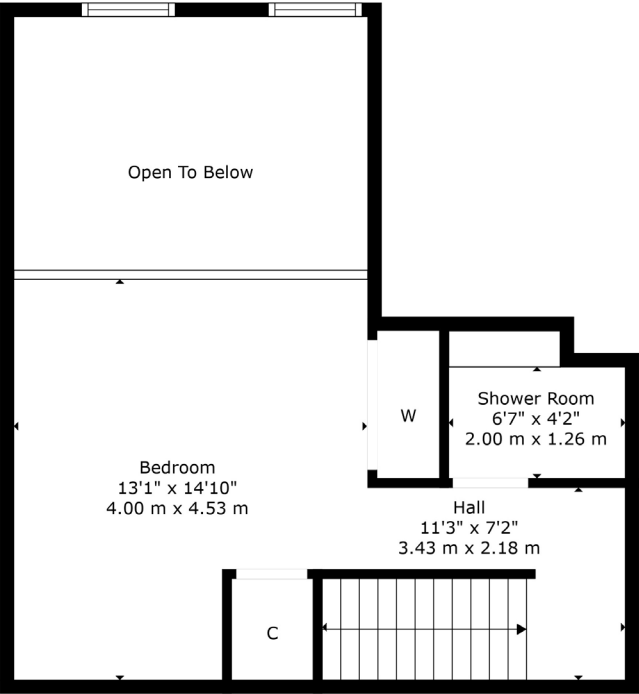 Open To Below
Shower Room
6'7" x 4'2"
2.00 m x 1.26 m
W
Bedroom
13'1" x 14'10"
4.00 m x 4.53 m
Hall
11'3" x 7'2"
3.43 m x 2.18 m
C